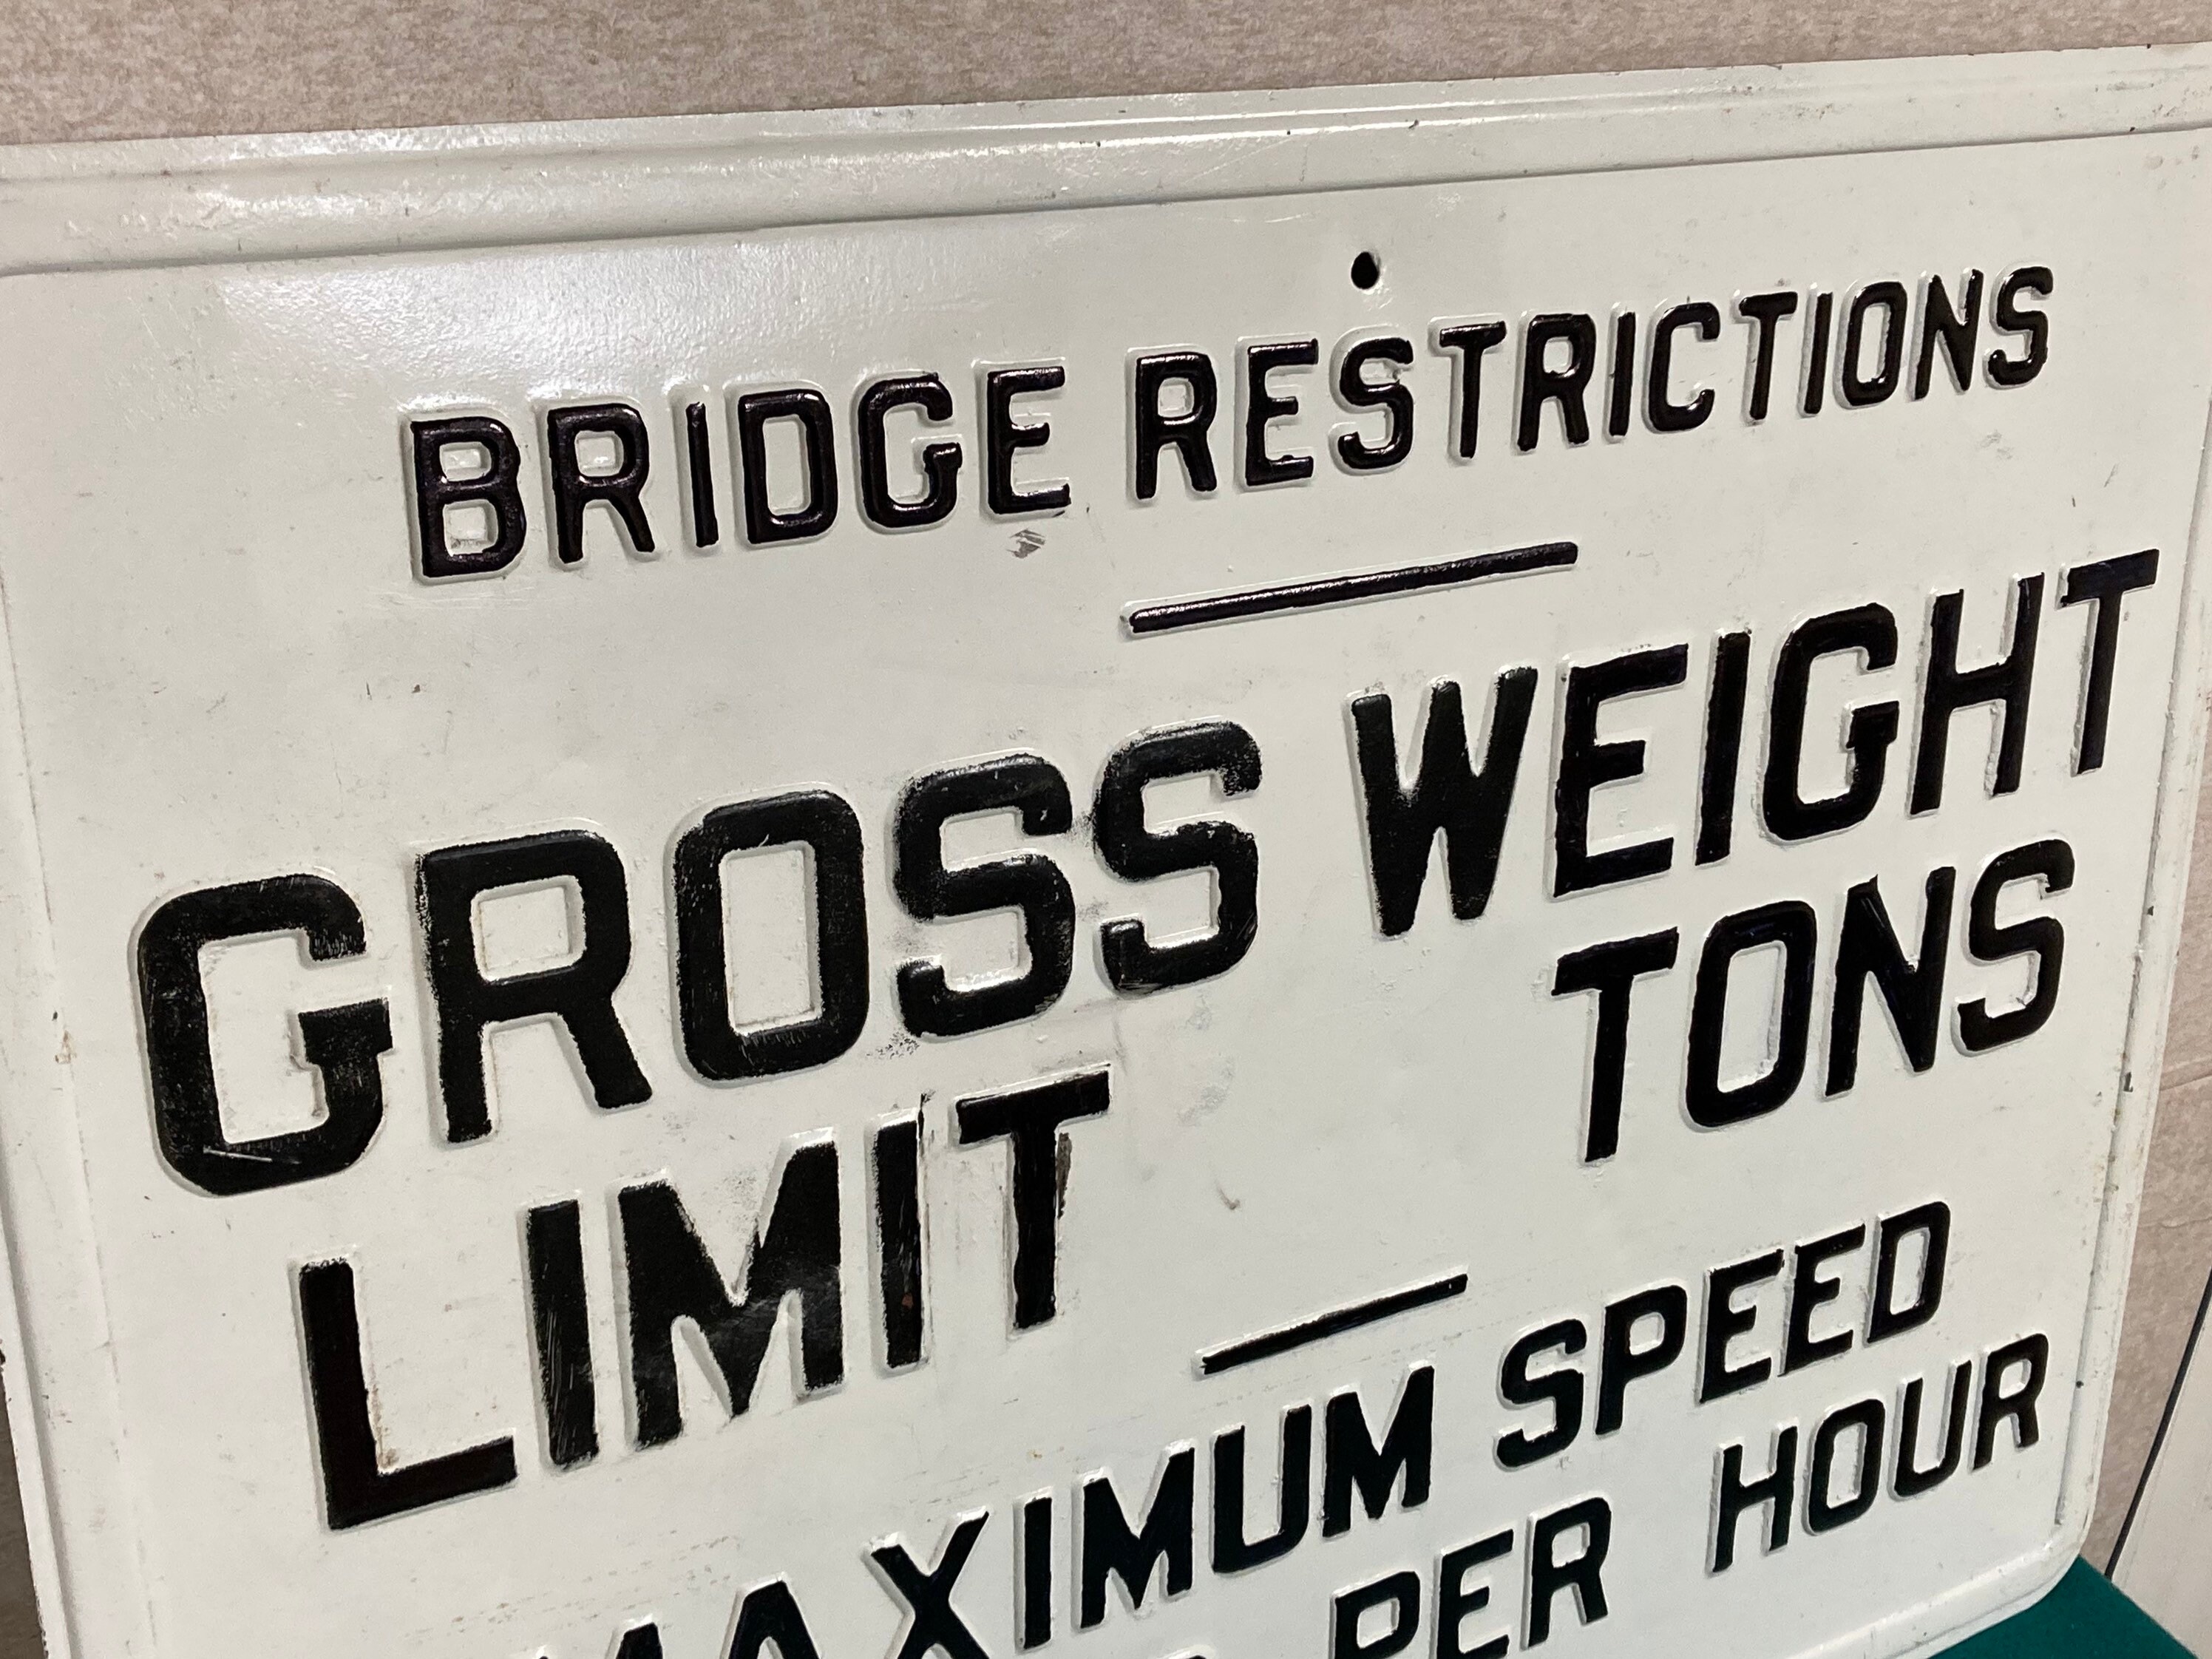 BRIDGE RESTRICTIONS
GROSS WEIGHT
LIMIT TONS
MAXIMUM SPEED
PER HOUR